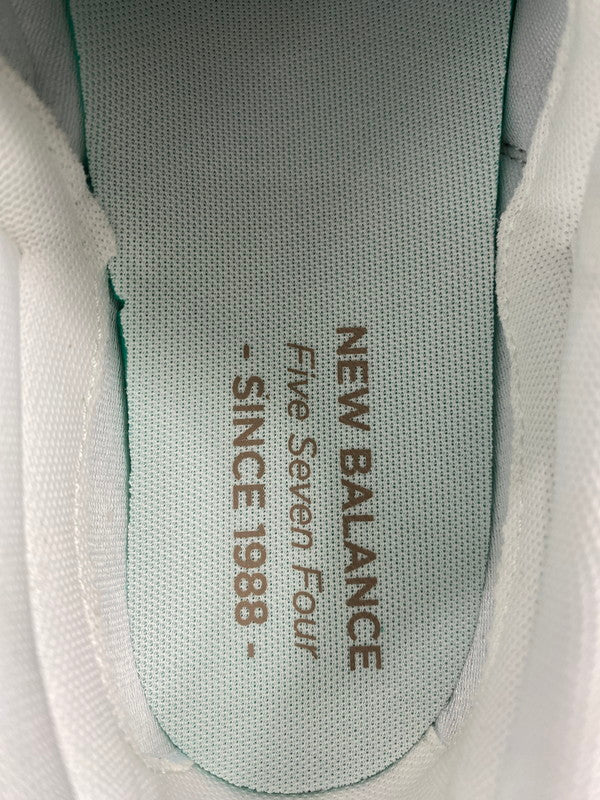 NEW BALANCE
Five Seven Four
- SINCE 1988 -